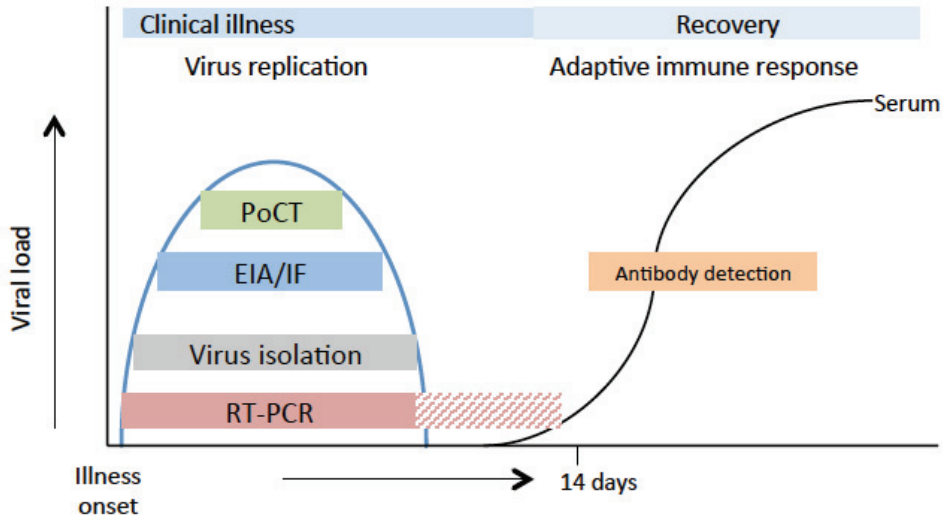 Clinical illness
Recovery
Virus replication
Adaptive immune response
Serum
Viral load
PoCT
EIA/IF
Antibody detection
Virus isolation
RT-PCR
Illness
onset
14 days